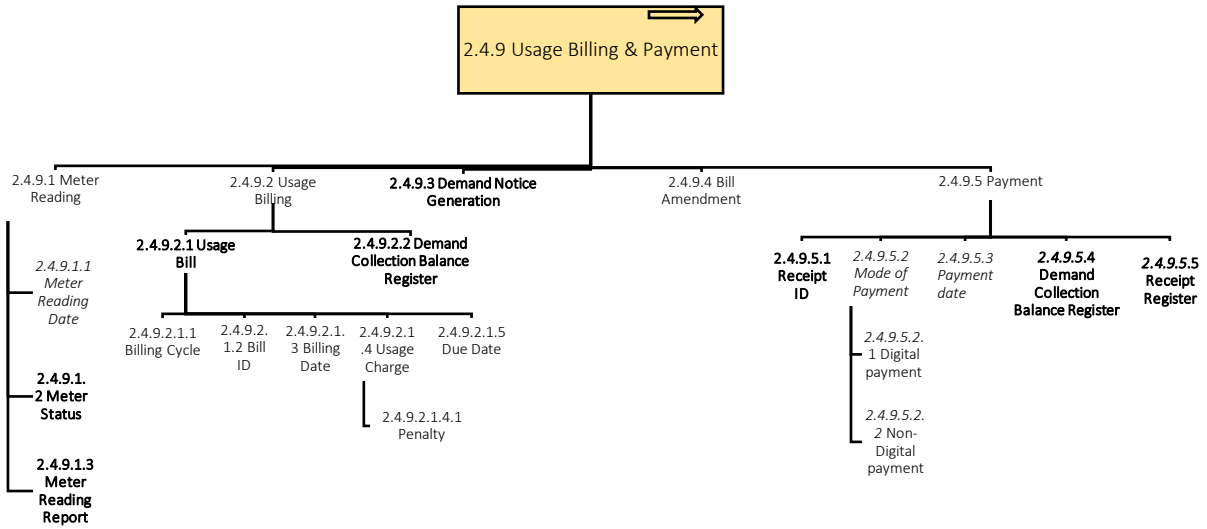 2.4.9 Usage Billing & Payment
2.4.9.1 Meter
Reading
2.4.9.2 Usage
Billing
2.4.9.3 Demand Notice
Generation
2.4.9.4 Bill
Amendment
2.4.9.5 Payment
2.4.9.1.1
Meter
Reading
Date
2.4.9.1.
2 Meter
Status
2.4.9.1.3
Meter
Reading
Report
2.4.9.2.1 Usage
Bill
2.4.9.2.2 Demand
Collection Balance
Register
2.4.9.2.1.1
Billing Cycle
2.4.9.2.
1.2 Bill
ID
2.4.9.2.1.
3 Billing
Date
2.4.9.2.1
.4 Usage
Charge
2.4.9.2.1.5
Due Date
2.4.9.2.1.4.1
Penalty
2.4.9.5.1
Receipt
ID
2.4.9.5.2
Mode of
Payment
2.4.9.5.3
Payment
date
2.4.9.5.4
Demand
Collection
Balance Register
2.4.9.5.5
Receipt
Register
2.4.9.5.2.
1 Digital
payment
2.4.9.5.2.
2 Non-
Digital
payment